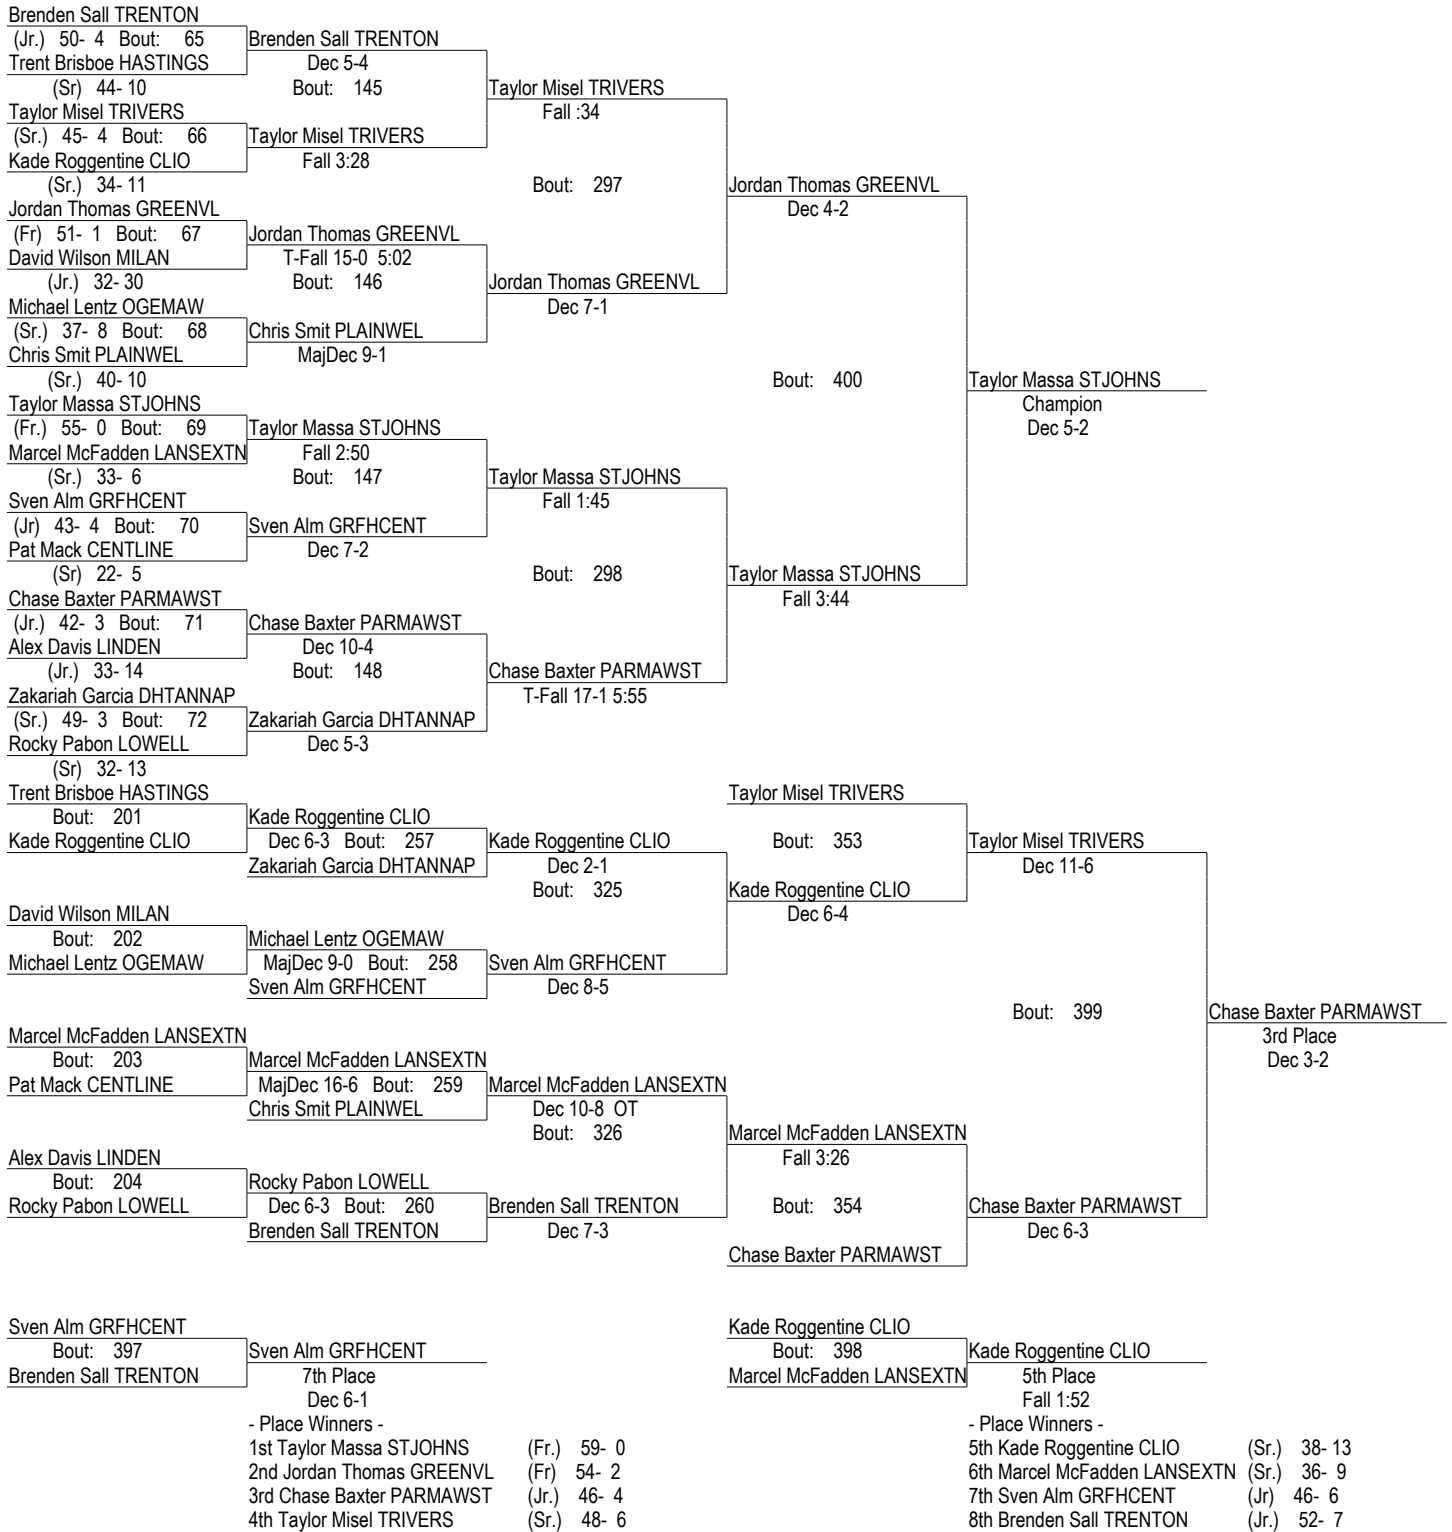 Brenden Sall TRENTON
(Jr.) 50- 4 Bout: 65 Brenden Sall TRENTON
Trent Brisboe HASTINGS Dec 5-4
(Sr) 44- 10 Bout: 145 Taylor Misel TRIVERS
Taylor Misel TRIVERS Fall :34
(Sr.) 45- 4 Bout: 66 Taylor Misel TRIVERS
Kade Roggentine CLIO Fall 3:28
(Sr.) 34- 11 Bout: 297 Jordan Thomas GREENVL
Jordan Thomas GREENVL Dec 4-2
(Fr) 51- 1 Bout: 67 Jordan Thomas GREENVL
David Wilson MILAN T-Fall 15-0 5:02
(Jr.) 32- 30 Bout: 146 Jordan Thomas GREENVL
Michael Lentz OGEMAW Dec 7-1
(Sr.) 37- 8 Bout: 68 Chris Smit PLAINWEL
Chris Smit PLAINWEL MajDec 9-1
(Sr.) 40- 10 Bout: 400 Taylor Massa STJOHNS
Taylor Massa STJOHNS Champion
(Fr.) 55- 0 Bout: 69 Taylor Massa STJOHNS Dec 5-2
Marcel McFadden LANSEXTN Fall 2:50
(Sr.) 33- 6 Bout: 147 Taylor Massa STJOHNS
Sven Alm GRFHCENT Fall 1:45
(Jr) 43- 4 Bout: 70 Sven Alm GRFHCENT
Pat Mack CENTLINE Dec 7-2
(Sr) 22- 5 Bout: 298 Taylor Massa STJOHNS
Chase Baxter PARMAWST Fall 3:44
(Jr.) 42- 3 Bout: 71 Chase Baxter PARMAWST
Alex Davis LINDEN Dec 10-4
(Jr.) 33- 14 Bout: 148 Chase Baxter PARMAWST
Zakariah Garcia DHTANNAP T-Fall 17-1 5:55
(Sr.) 49- 3 Bout: 72 Zakariah Garcia DHTANNAP
Rocky Pabon LOWELL Dec 5-3
(Sr) 32- 13
Trent Brisboe HASTINGS Taylor Misel TRIVERS
Bout: 201 Kade Roggentine CLIO
Kade Roggentine CLIO Dec 6-3 Bout: 257 Kade Roggentine CLIO Bout: 353 Taylor Misel TRIVERS
Zakariah Garcia DHTANNAP Dec 2-1 Dec 11-6
Bout: 325 Kade Roggentine CLIO
David Wilson MILAN Dec 6-4
Bout: 202 Michael Lentz OGEMAW
Michael Lentz OGEMAW MajDec 9-0 Bout: 258 Sven Alm GRFHCENT
Sven Alm GRFHCENT Dec 8-5
Bout: 399 Chase Baxter PARMAWST
Marcel McFadden LANSEXTN 3rd Place
Bout: 203 Marcel McFadden LANSEXTN Dec 3-2
Pat Mack CENTLINE MajDec 16-6 Bout: 259 Marcel McFadden LANSEXTN
Chris Smit PLAINWEL Dec 10-8 OT
Bout: 326 Marcel McFadden LANSEXTN
Alex Davis LINDEN Fall 3:26
Bout: 204 Rocky Pabon LOWELL
Rocky Pabon LOWELL Dec 6-3 Bout: 260 Brenden Sall TRENTON Bout: 354 Chase Baxter PARMAWST
Brenden Sall TRENTON Dec 7-3 Dec 6-3
Chase Baxter PARMAWST
Sven Alm GRFHCENT Kade Roggentine CLIO
Bout: 397 Sven Alm GRFHCENT Bout: 398 Kade Roggentine CLIO
Brenden Sall TRENTON 7th Place Marcel McFadden LANSEXTN 5th Place
Dec 6-1 Fall 1:52
- Place Winners - - Place Winners -
1st Taylor Massa STJOHNS (Fr.) 59- 0 5th Kade Roggentine CLIO (Sr.) 38- 13
2nd Jordan Thomas GREENVL (Fr) 54- 2 6th Marcel McFadden LANSEXTN (Sr.) 36- 9
3rd Chase Baxter PARMAWST (Jr.) 46- 4 7th Sven Alm GRFHCENT (Jr) 46- 6
4th Taylor Misel TRIVERS (Sr.) 48- 6 8th Brenden Sall TRENTON (Jr.) 52- 7